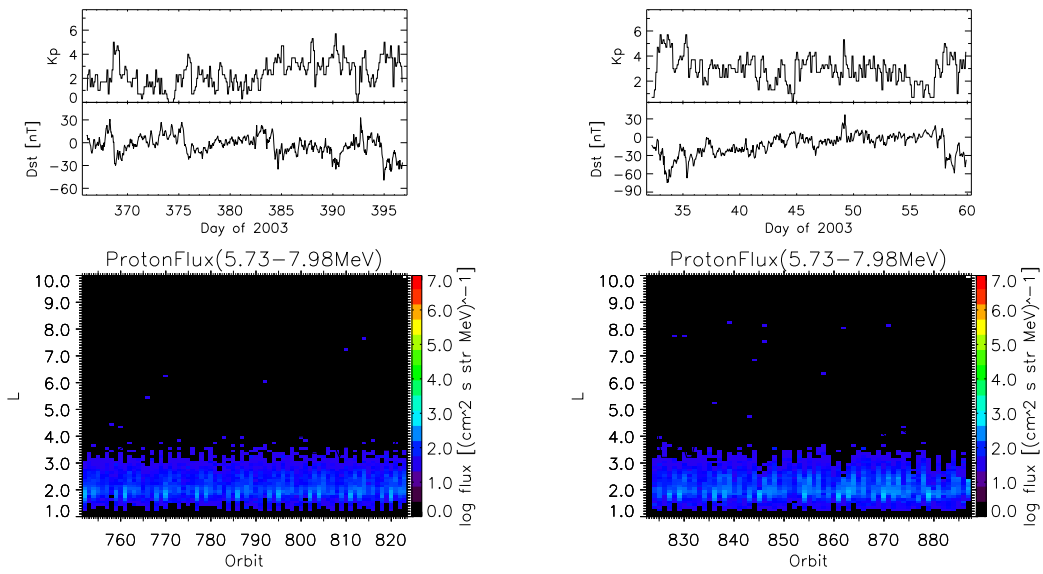 6
4
2
0
Kp
30
0
−30
−60
Dst [nT]
370 375 380 385 390 395
Day of 2003
6
4
2
Kp
30
0
−30
−60
−90
Dst [nT]
35 40 45 50 55 60
Day of 2003
ProtonFlux(5.73−7.98MeV)
10.0
9.0
8.0
7.0
6.0
5.0
4.0
3.0
2.0
1.0
L
760 770 780 790 800 810 820
Orbit
7.0
6.0
5.0
4.0
3.0
2.0
1.0
0.0
log flux [(cm^2 s str MeV)^−1]
ProtonFlux(5.73−7.98MeV)
10.0
9.0
8.0
7.0
6.0
5.0
4.0
3.0
2.0
1.0
L
830 840 850 860 870 880
Orbit
7.0
6.0
5.0
4.0
3.0
2.0
1.0
0.0
log flux [(cm^2 s str MeV)^−1]